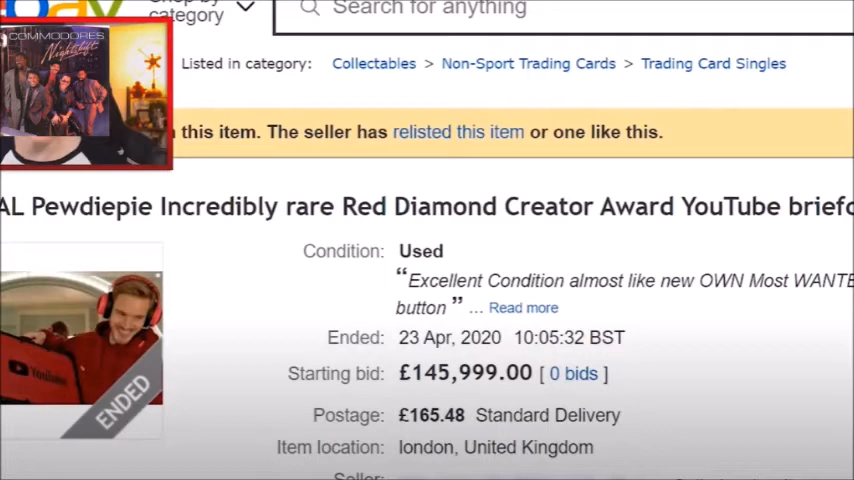 Shop by
category
Search for anything
COMMODORES
Nightshift
Listed in category: Collectables > Non-Sport Trading Cards > Trading Card Singles
this item. The seller has relisted this item or one like this.
AL Pewdiepie Incredibly rare Red Diamond Creator Award YouTube briefc
Condition: Used
“Excellent Condition almost like new OWN Most WANTE
button” ... Read more
YouTube
ENDED
Ended: 23 Apr, 2020 10:05:32 BST
Starting bid: £145,999.00 [ 0 bids ]
Postage: £165.48 Standard Delivery
Item location: london, United Kingdom
Seller: